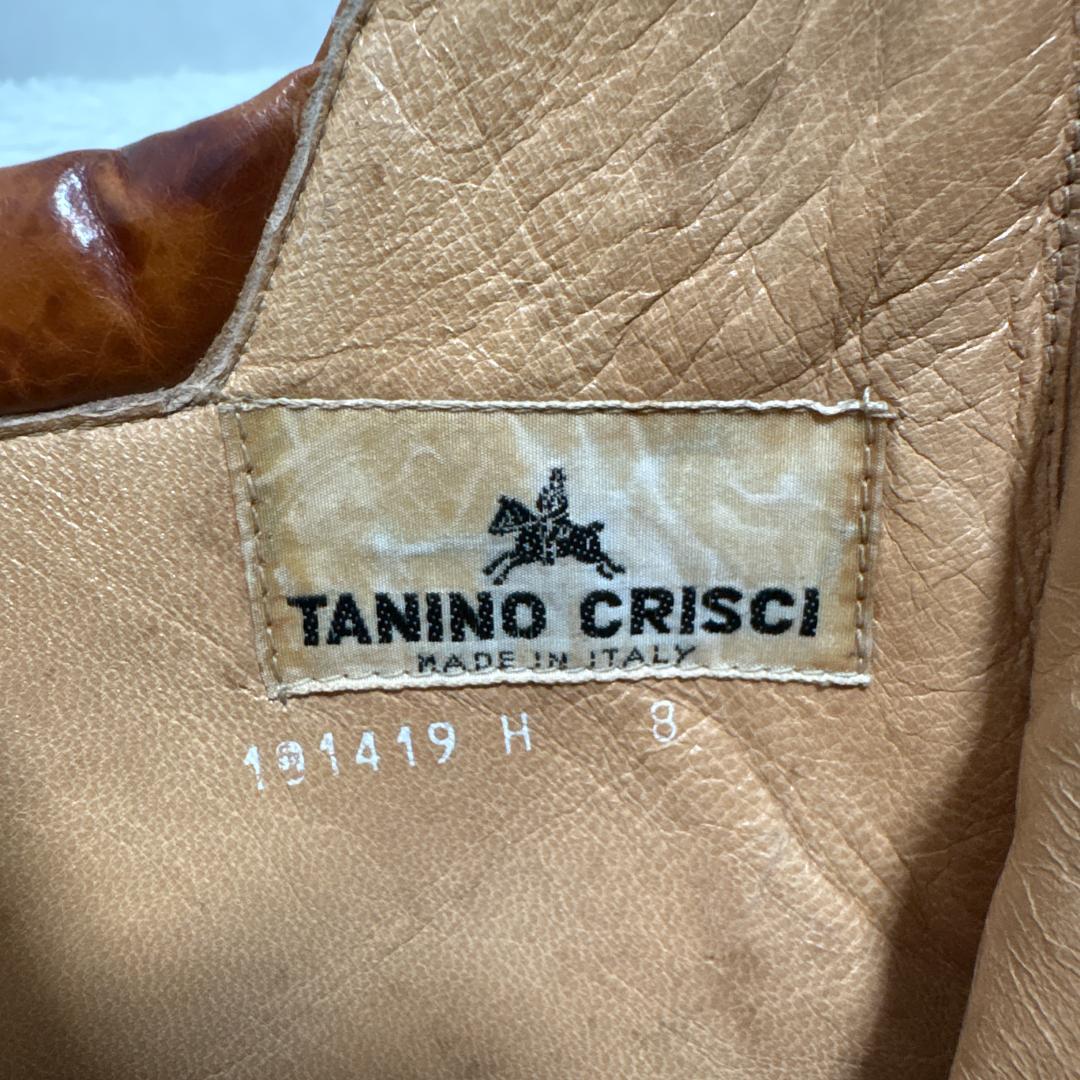 TANINO CRISCI
MADE IN ITALY
H 8